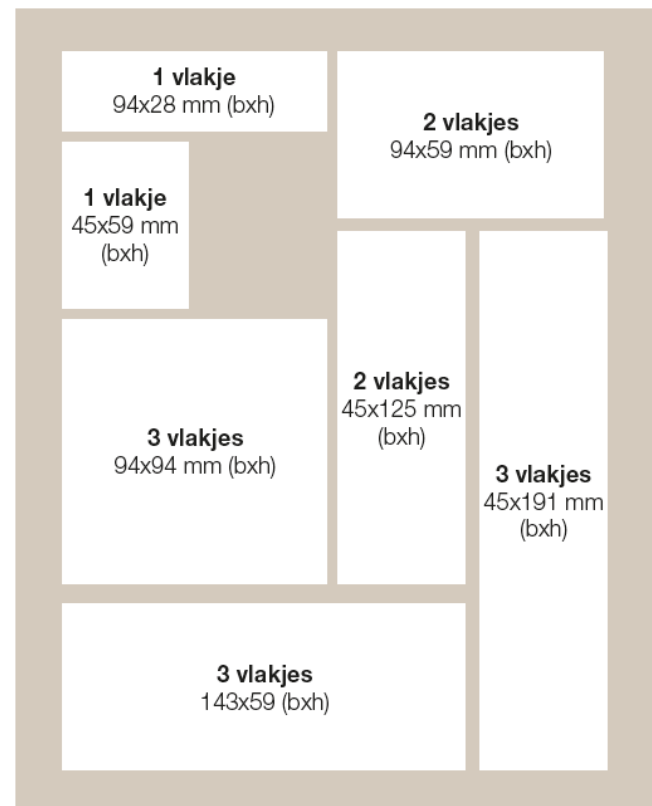 1 vlakje
94x28 mm (bxh)
2 vlakjes
94x59 mm (bxh)
1 vlakje
45x59 mm
(bxh)
2 vlakjes
45x125 mm
(bxh)
3 vlakjes
94x94 mm (bxh)
3 vlakjes
45x191 mm
(bxh)
3 vlakjes
143x59 (bxh)